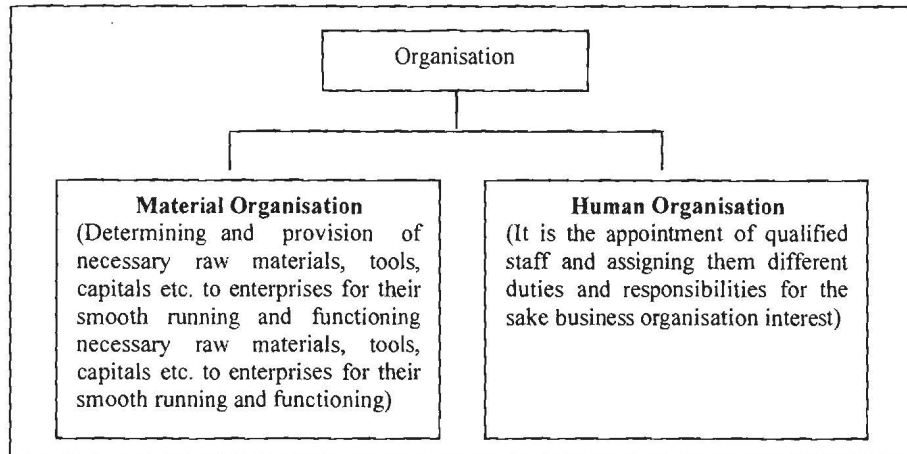 Organisation
Material Organisation
(Determining and provision of
necessary raw materials, tools,
capitals etc. to enterprises for their
smooth running and functioning
necessary raw materials, tools,
capitals etc. to enterprises for their
smooth running and functioning)
Human Organisation
(It is the appointment of qualified
staff and assigning them different
duties and responsibilities for the
sake business organisation interest)